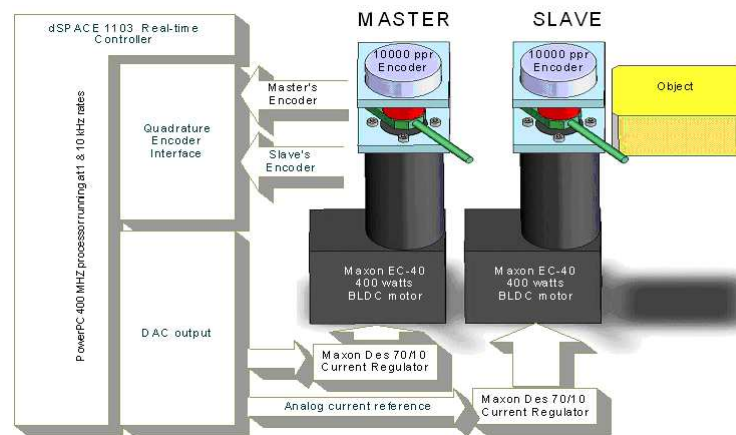 MASTER
SLAVE
dSPACE 1103 Real-time
Controller
PowerPC 400 MHZ processor running at 1 & 10 kHz rates
Quadrature
Encoder
Interface
Master's
Encoder
Slave's
Encoder
10000 ppr
Encoder
10000 ppr
Encoder
Object
Maxon EC-40
400 watts
BLDC motor
Maxon EC-40
400 watts
BLDC motor
DAC output
Maxon Des 70/10
Current Regulator
Analog current reference
Maxon Des 70/10
Current Regulator